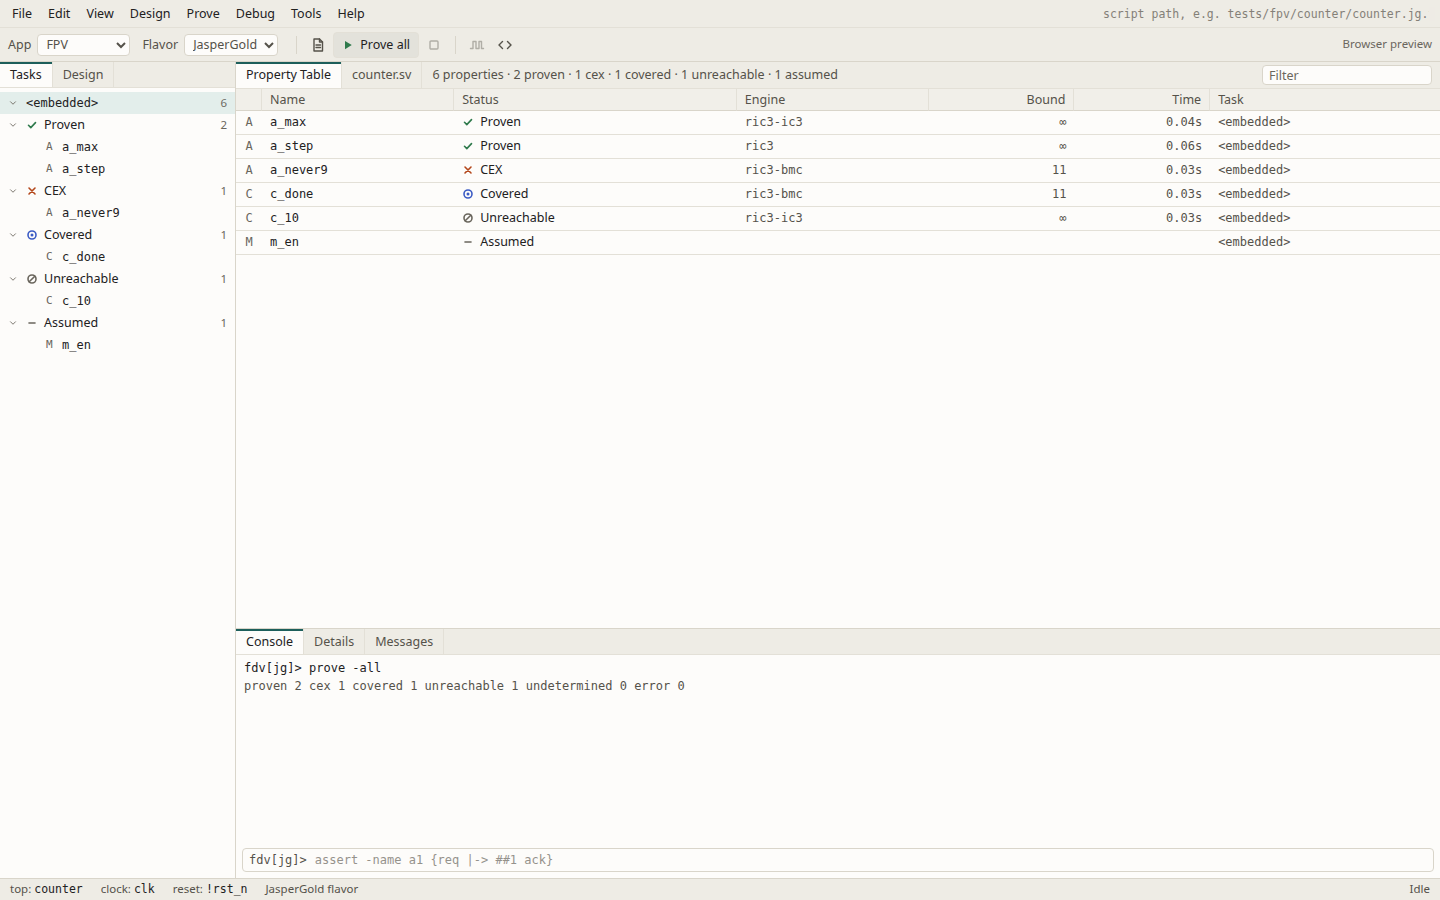 File Edit View Design Prove Debug Tools Help script path, e.g. tests/fpv/counter/counter.jg.
App FPV Flavor JasperGold Prove all Browser preview
Tasks Design
<embedded> 6
Proven 2
A a_max
A a_step
CEX 1
A a_never9
Covered 1
C c_done
Unreachable 1
C c_10
Assumed 1
M m_en
Property Table counter.sv 6 properties · 2 proven · 1 cex · 1 covered · 1 unreachable · 1 assumed Filter
Name Status Engine Bound Time Task
A a_max Proven ric3-ic3 ∞ 0.04s <embedded>
A a_step Proven ric3 ∞ 0.06s <embedded>
A a_never9 CEX ric3-bmc 11 0.03s <embedded>
C c_done Covered ric3-bmc 11 0.03s <embedded>
C c_10 Unreachable ric3-ic3 ∞ 0.03s <embedded>
M m_en Assumed <embedded>
Console Details Messages
fdv[jg]> prove -all
proven 2 cex 1 covered 1 unreachable 1 undetermined 0 error 0
fdv[jg]> assert -name a1 {req |-> ##1 ack}
top: counter clock: clk reset: !rst_n JasperGold flavor Idle